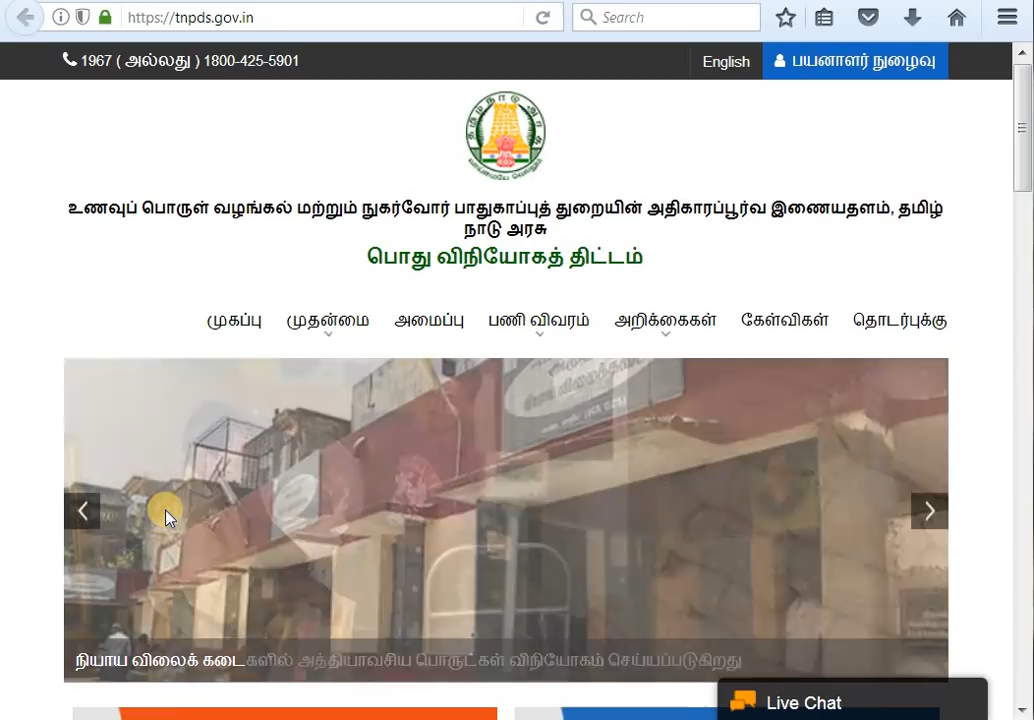 https://tnpds.gov.in
Search
1967 ( அல்லது ) 1800-425-5901
English
பயனாளர் நுழைவு
உணவுப் பொருள் வழங்கல் மற்றும் நுகர்வோர் பாதுகாப்புத் துறையின் அதிகாரப்பூர்வ இணையதளம், தமிழ்
நாடு அரசு
பொது விநியோகத் திட்டம்
முகப்பு முதன்மை அமைப்பு பணி விவரம் அறிக்கைகள் கேள்விகள் தொடர்புக்கு
நியாய விலைக் கடைகளில் அத்தியாவசிய பொருட்கள் விநியோகம் செய்யப்படுகிறது
Live Chat